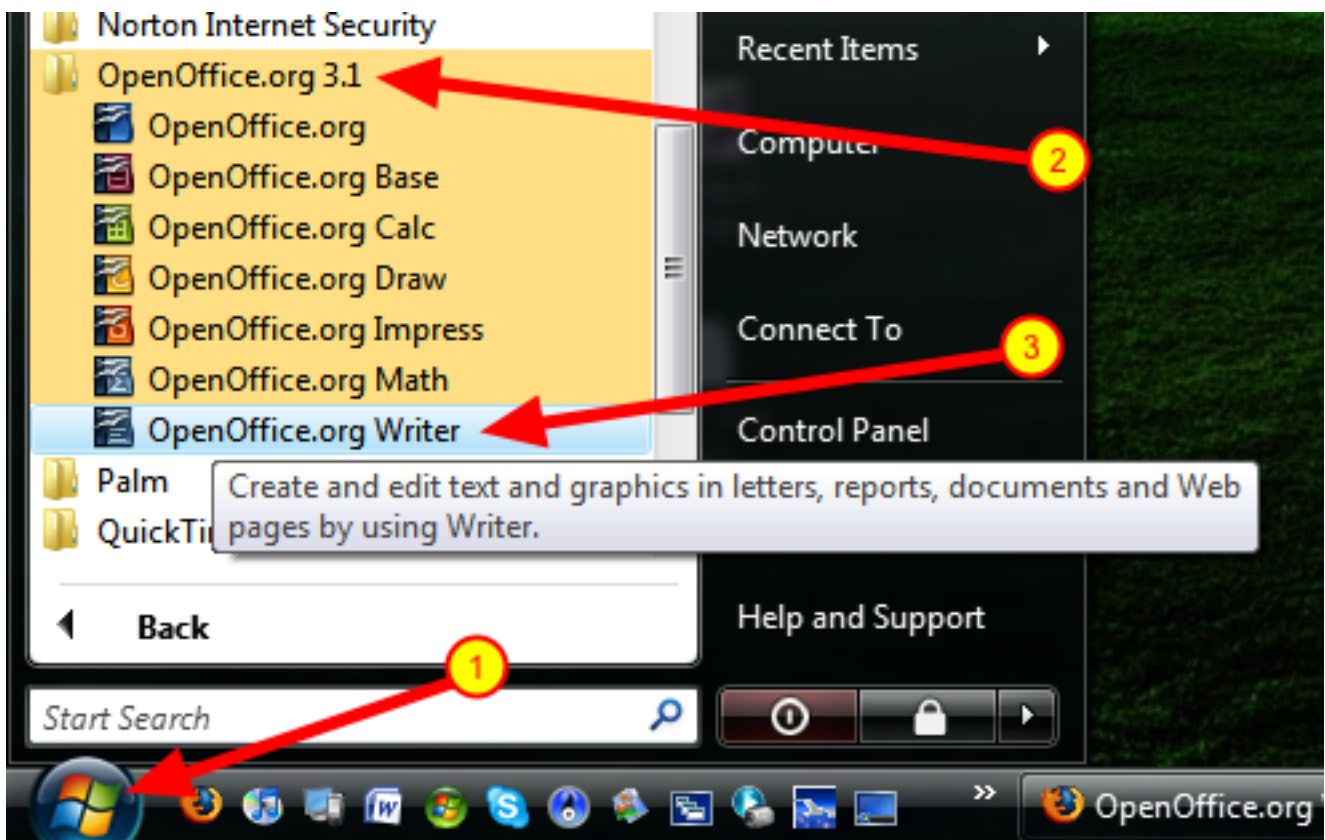 Norton Internet Security
OpenOffice.org 3.1
OpenOffice.org
OpenOffice.org Base
OpenOffice.org Calc
OpenOffice.org Draw
OpenOffice.org Impress
OpenOffice.org Math
OpenOffice.org Writer
Palm
QuickTi
Create and edit text and graphics in letters, reports, documents and Web
pages by using Writer.
Back
Start Search
Recent Items
Computer
Network
Connect To
Control Panel
Help and Support
2
3
1
W
S
OpenOffice.org